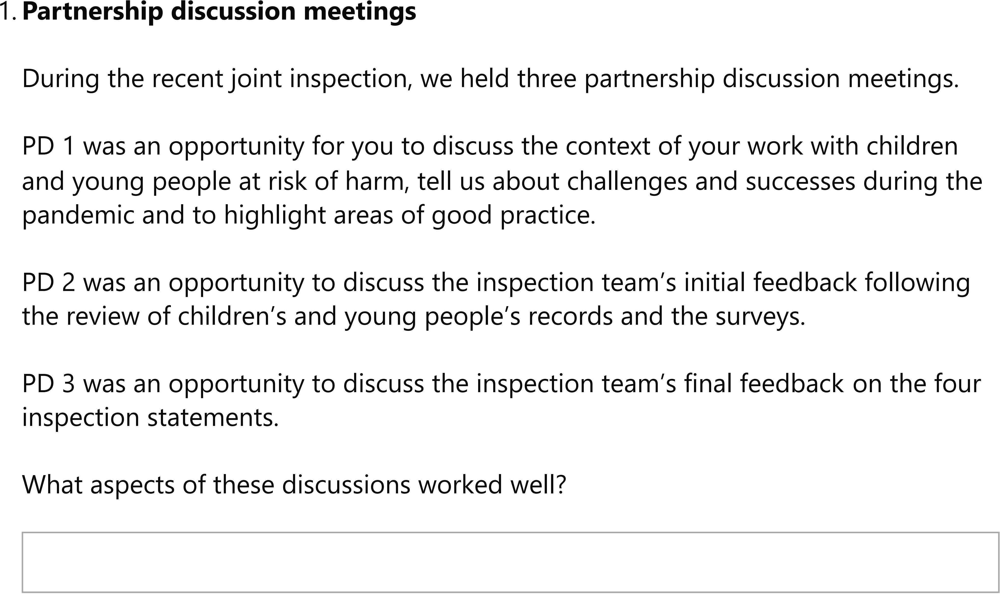 1. Partnership discussion meetings
During the recent joint inspection, we held three partnership discussion meetings.
PD 1 was an opportunity for you to discuss the context of your work with children
and young people at risk of harm, tell us about challenges and successes during the
pandemic and to highlight areas of good practice.
PD 2 was an opportunity to discuss the inspection team’s initial feedback following
the review of children’s and young people’s records and the surveys.
PD 3 was an opportunity to discuss the inspection team’s final feedback on the four
inspection statements.
What aspects of these discussions worked well?